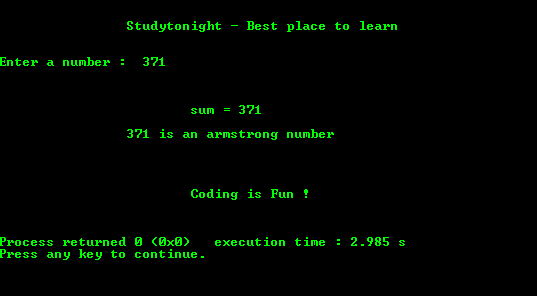 Studytonight - Best place to learn
Enter a number :  371
sum = 371
371 is an armstrong number
Coding is Fun !
Process returned 0 (0x0)   execution time : 2.985 s
Press any key to continue.